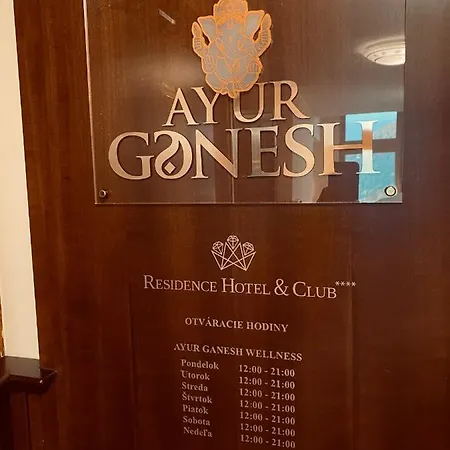 AYUR
GANESH
RESIDENCE HOTEL & CLUB****
OTVÁRACIE HODINY
AYUR GANESH WELLNESS
Pondelok 12:00 - 21:00
Utorok 12:00 - 21:00
Streda 12:00 - 21:00
Štvrtok 12:00 - 21:00
Piatok 12:00 - 21:00
Sobota 12:00 - 21:00
Nedeľa 12:00 - 21:00